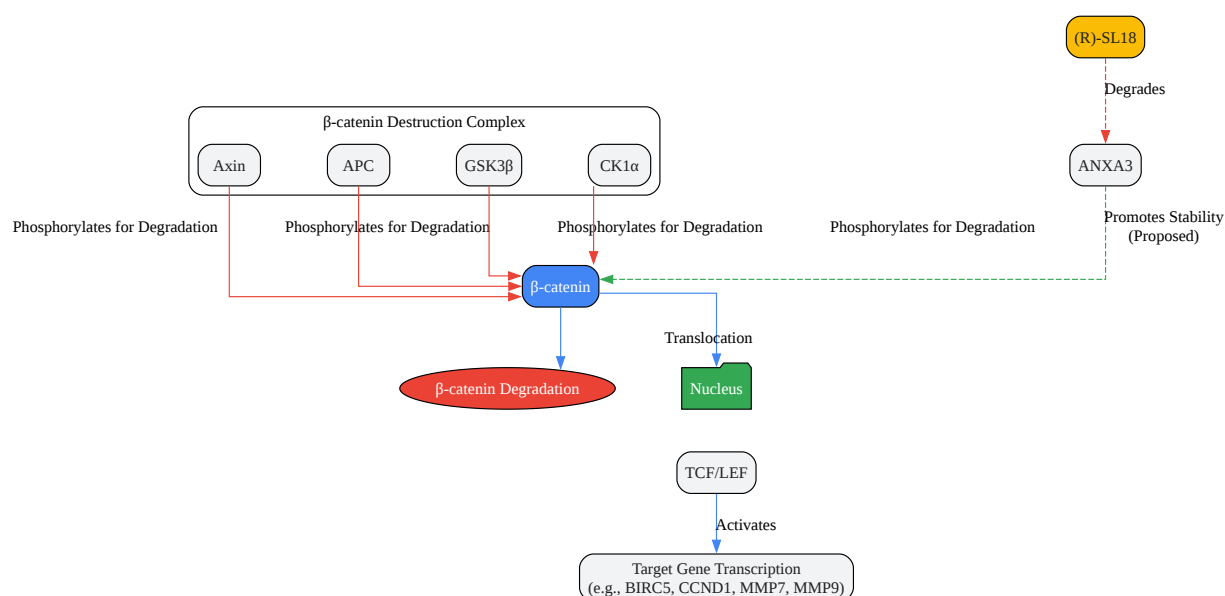 (R)-SL18
Degrades
β-catenin Destruction Complex
Axin
APC
GSK3β
CK1α
ANXA3
Phosphorylates for Degradation
Phosphorylates for Degradation
Phosphorylates for Degradation
Phosphorylates for Degradation
Promotes Stability
(Proposed)
β-catenin
Translocation
β-catenin Degradation
Nucleus
TCF/LEF
Activates
Target Gene Transcription
(e.g., BIRC5, CCND1, MMP7, MMP9)